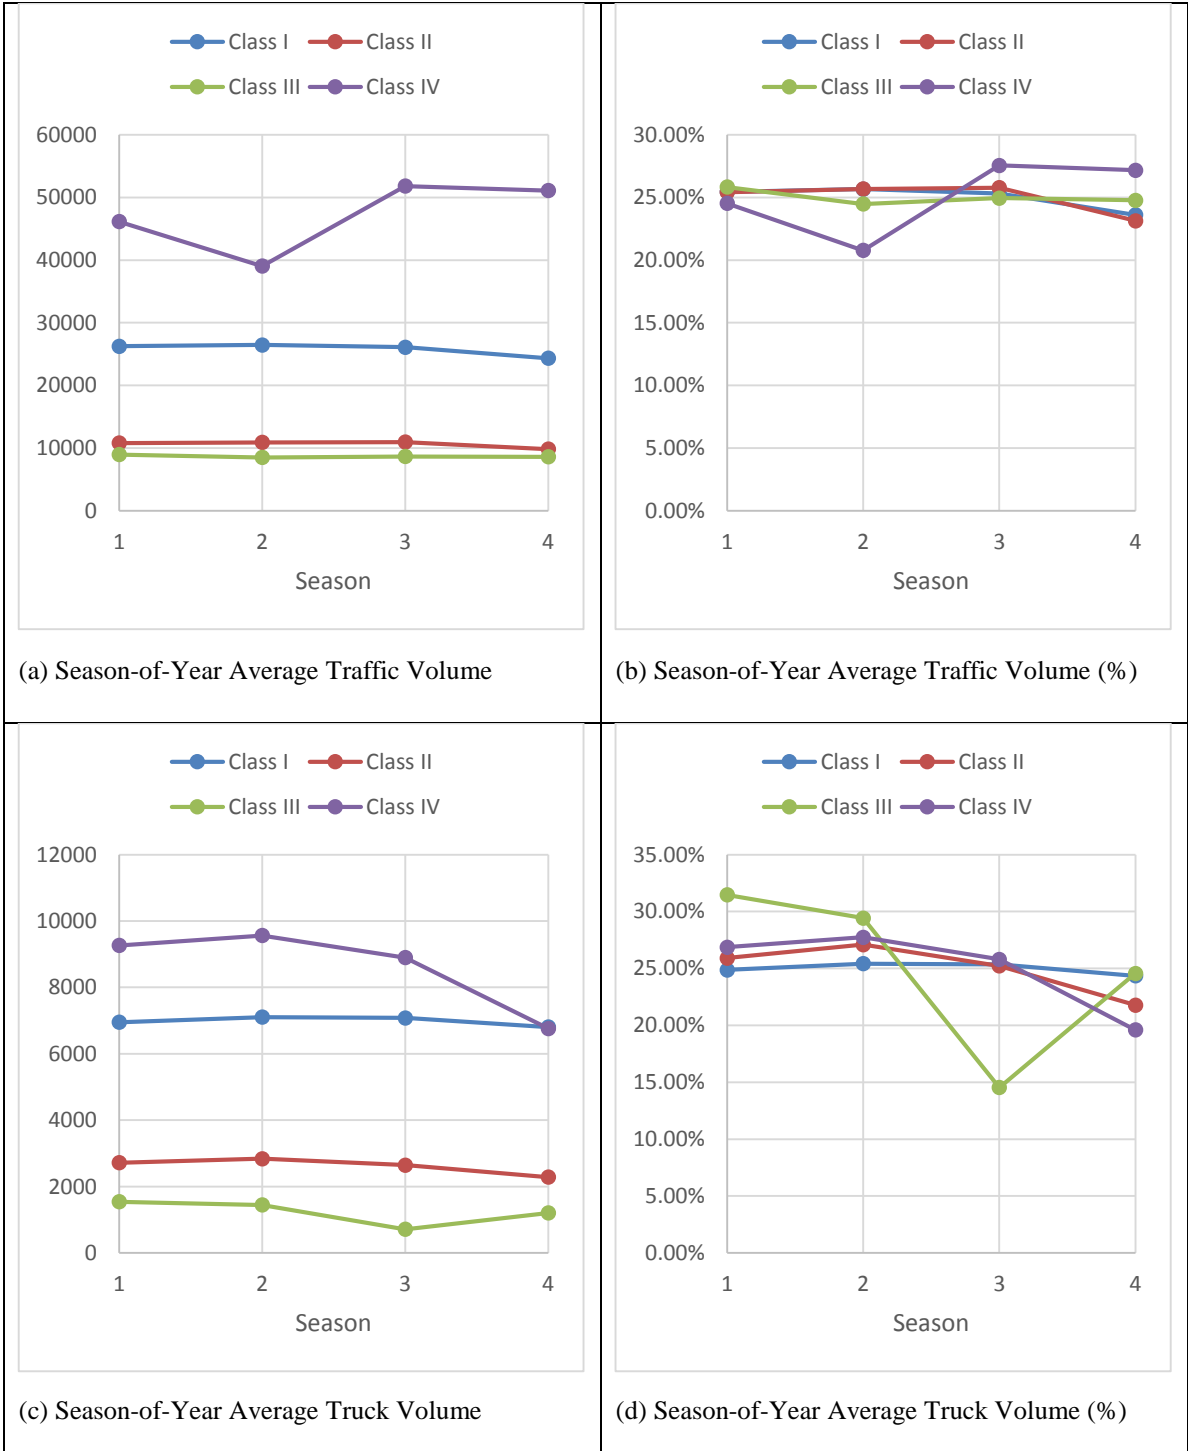 Class I Class II
Class III Class IV
60000
50000
40000
30000
20000
10000
0
1 2 3 4
Season
(a) Season-of-Year Average Traffic Volume
Class I Class II
Class III Class IV
30.00%
25.00%
20.00%
15.00%
10.00%
5.00%
0.00%
1 2 3 4
Season
(b) Season-of-Year Average Traffic Volume (%)
Class I Class II
Class III Class IV
12000
10000
8000
6000
4000
2000
0
1 2 3 4
Season
(c) Season-of-Year Average Truck Volume
Class I Class II
Class III Class IV
35.00%
30.00%
25.00%
20.00%
15.00%
10.00%
5.00%
0.00%
1 2 3 4
Season
(d) Season-of-Year Average Truck Volume (%)